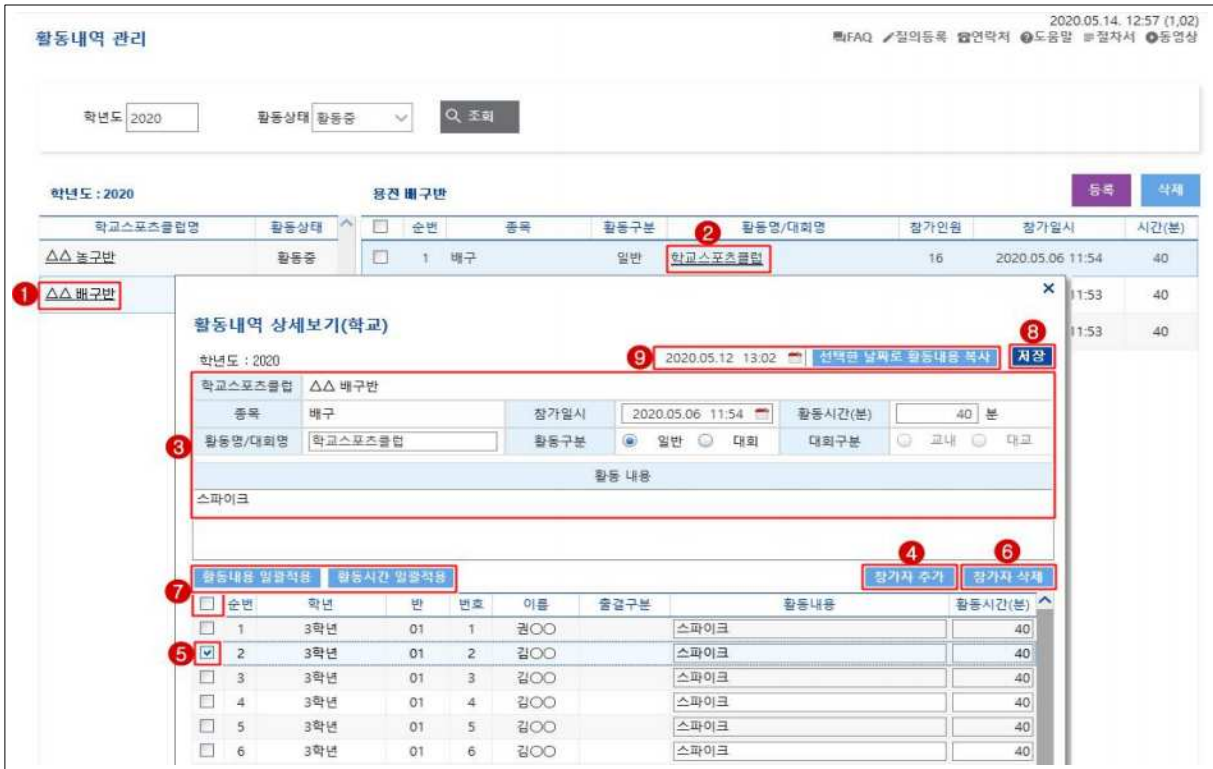 2020.05.14. 12:57 (1,02)
활동내역 관리
FAQ 질의등록 연락처 도움말 절차서 동영상
학년도 2020 활동상태 활동중 조회
학년도 : 2020 용진 배구반 등록 삭제
학교스포츠클럽명 활동상태 순번 종목 활동구분 활동명/대회명 참가인원 참가일시 시간(분)
2
△△ 농구반 활동중 1 배구 일반 학교스포츠클럽 16 2020.05.06 11:54 40
1 △△ 배구반 11:53 40
11:53 40
활동내역 상세보기(학교)
8
학년도 : 2020 9 2020.05.12 13:02 선택한 날짜로 활동내용 복사 저장
학교스포츠클럽 △△ 배구반
종목 배구 참가일시 2020.05.06 11:54 활동시간(분) 40 분
3 활동명/대회명 학교스포츠클럽 활동구분 일반 대회 대회구분 교내 대교
활동 내용
스파이크
4 6
활동내용 일괄적용 활동시간 일괄적용 참가자 추가 참가자 삭제
7 순번 학년 반 번호 이름 출결구분 활동내용 활동시간(분)
1 3학년 01 1 권○○ 스파이크 40
5 2 3학년 01 2 김○○ 스파이크 40
3 3학년 01 3 김○○ 스파이크 40
4 3학년 01 4 김○○ 스파이크 40
5 3학년 01 5 김○○ 스파이크 40
6 3학년 01 6 김○○ 스파이크 40